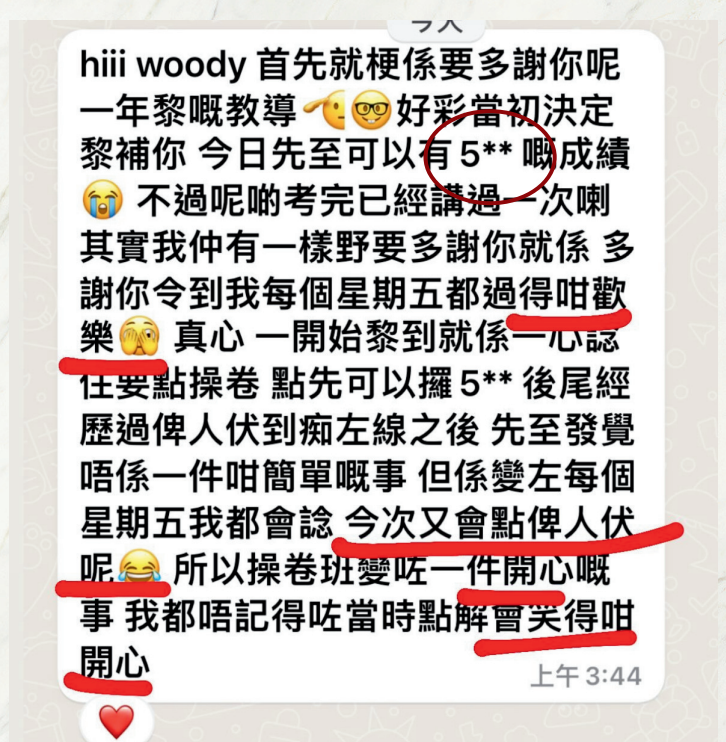 今天
hiii woody 首先就梗係要多謝你呢
一年黎嘅教導🫡🤓好彩當初決定
黎補你 今日先至可以有 5** 嘅成績
😭 不過呢啲考完已經講過一次喇
其實我仲有一樣野要多謝你就係 多
謝你令到我每個星期五都過得咁歡
樂🫣 真心 一開始黎到就係一心諗
住要點操卷 點先可以攞 5** 後尾經
歷過俾人伏到痴左線之後 先至發覺
唔係一件咁簡單嘅事 但係變左每個
星期五我都會諗 今次又會點俾人伏
呢😂 所以操卷班變咗一件開心嘅
事 我都唔記得咗當時點解會笑得咁
開心
上午 3:44
❤️